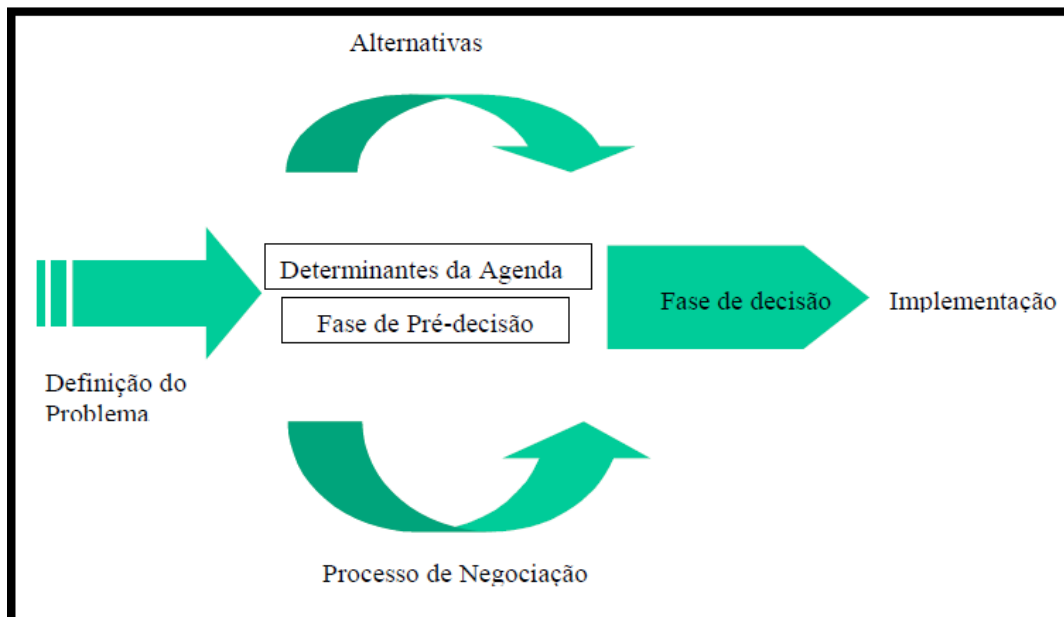 Alternativas
Determinantes da Agenda
Fase de Pré-decisão
Fase de decisão
Implementação
Definição do
Problema
Processo de Negociação